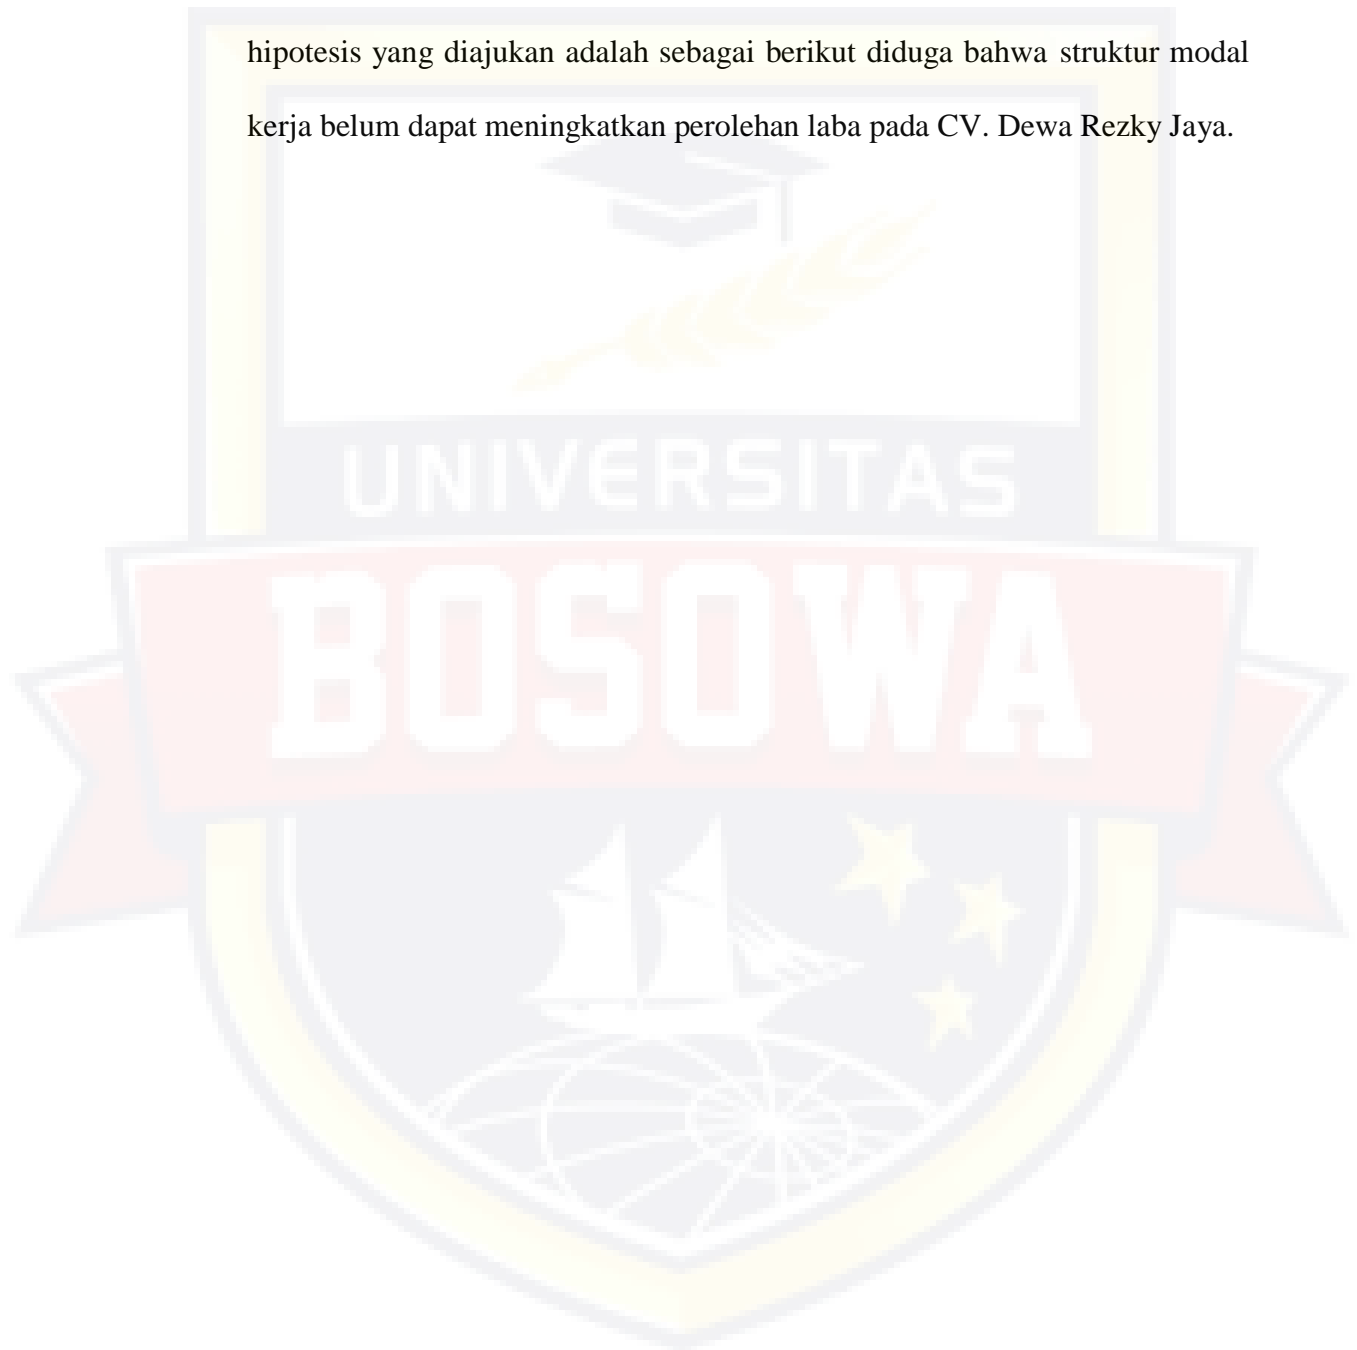 hipotesis yang diajukan adalah sebagai berikut diduga bahwa struktur modal
kerja belum dapat meningkatkan perolehan laba pada CV. Dewa Rezky Jaya.
UNIVERSITAS
BOSOWA